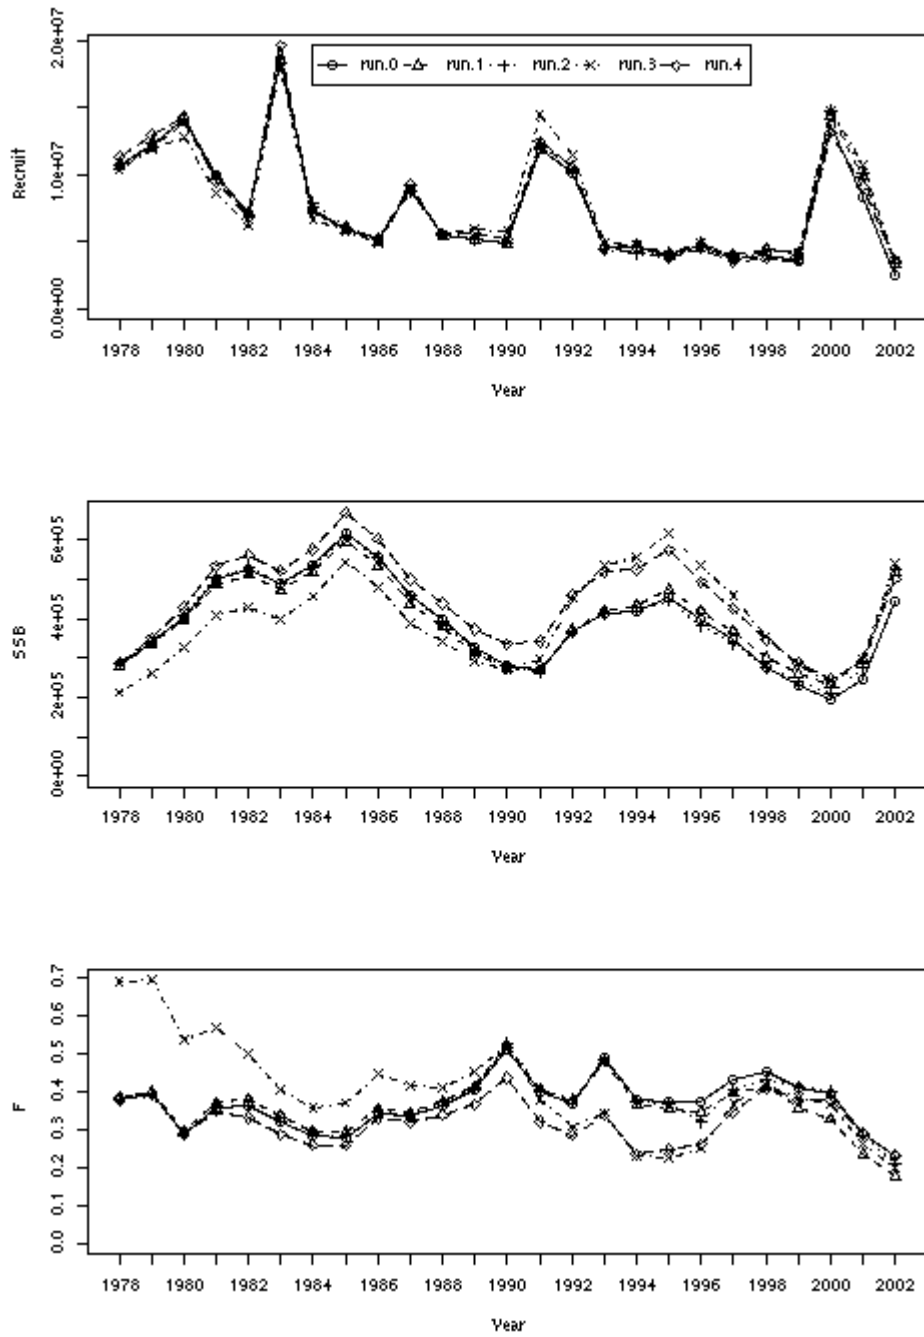 Recruit
0.0e+00 1.0e+07 2.0e+07
run.0 run.1 run.2 run.3 run.4
1978 1980 1982 1984 1986 1988 1990 1992 1994 1996 1998 2000 2002
Year
SSB
0e+00 2e+05 4e+05 6e+05
1978 1980 1982 1984 1986 1988 1990 1992 1994 1996 1998 2000 2002
Year
F
0.0 0.1 0.2 0.3 0.4 0.5 0.6 0.7
1978 1980 1982 1984 1986 1988 1990 1992 1994 1996 1998 2000 2002
Year